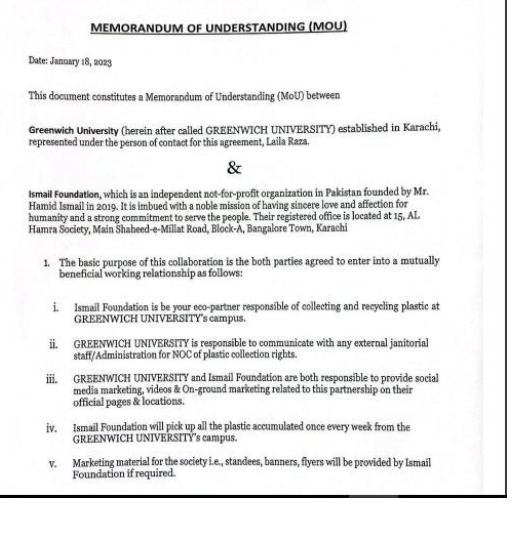 MEMORANDUM OF UNDERSTANDING (MOU)
Date: January 18, 2023
This document constitutes a Memorandum of Understanding (MoU) between
Greenwich University (herein after called GREENWICH UNIVERSITY) established in Karachi,
represented under the person of contact for this agreement, Laila Raza.
&
Ismail Foundation, which is an independent not-for-profit organization in Pakistan founded by Mr.
Hamid Ismail in 2019. It is imbued with a noble mission of having sincere love and affection for
humanity and a strong commitment to serve the people. Their registered office is located at 15, AL
Hamra Society, Main Shaheed-e-Millat Road, Block-A, Bangalore Town, Karachi
1. The basic purpose of this collaboration is the both parties agreed to enter into a mutually
beneficial working relationship as follows:
i. Ismail Foundation is be your eco-partner responsible of collecting and recycling plastic at
GREENWICH UNIVERSITY's campus.
ii. GREENWICH UNIVERSITY is responsible to communicate with any external janitorial
staff/Administration for NOC of plastic collection rights.
iii. GREENWICH UNIVERSITY and Ismail Foundation are both responsible to provide social
media marketing, videos & On-ground marketing related to this partnership on their
official pages & locations.
iv. Ismail Foundation will pick up all the plastic accumulated once every week from the
GREENWICH UNIVERSITY's campus.
v. Marketing material for the society i.e., standees, banners, flyers will be provided by Ismail
Foundation if required.